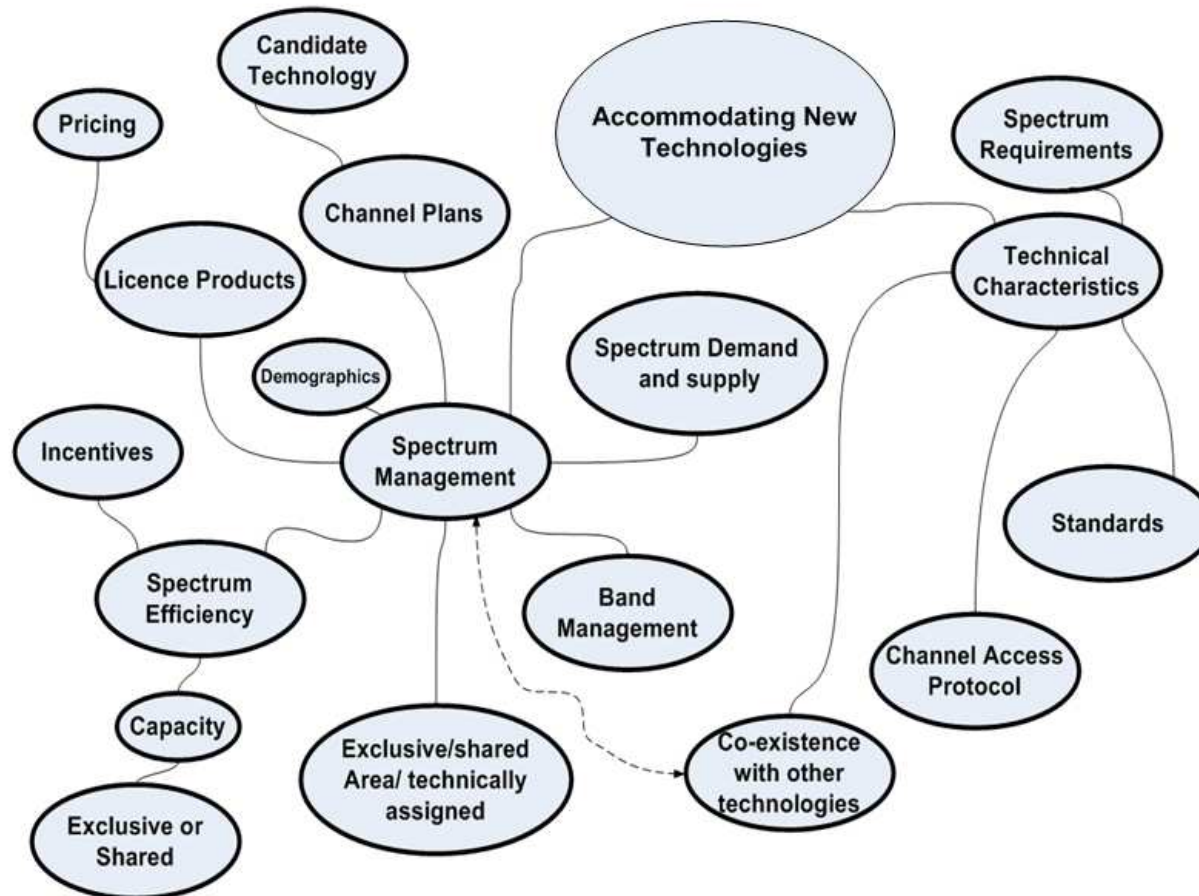 Candidate
Technology
Accommodating New
Technologies
Spectrum
Requirements
Pricing
Channel Plans
Licence Products
Technical
Characteristics
Spectrum Demand
and supply
Demographics
Incentives
Spectrum
Management
Standards
Spectrum
Efficiency
Band
Management
Channel Access
Protocol
Capacity
Exclusive/shared
Area/ technically
assigned
Co-existence
with other
technologies
Exclusive or
Shared